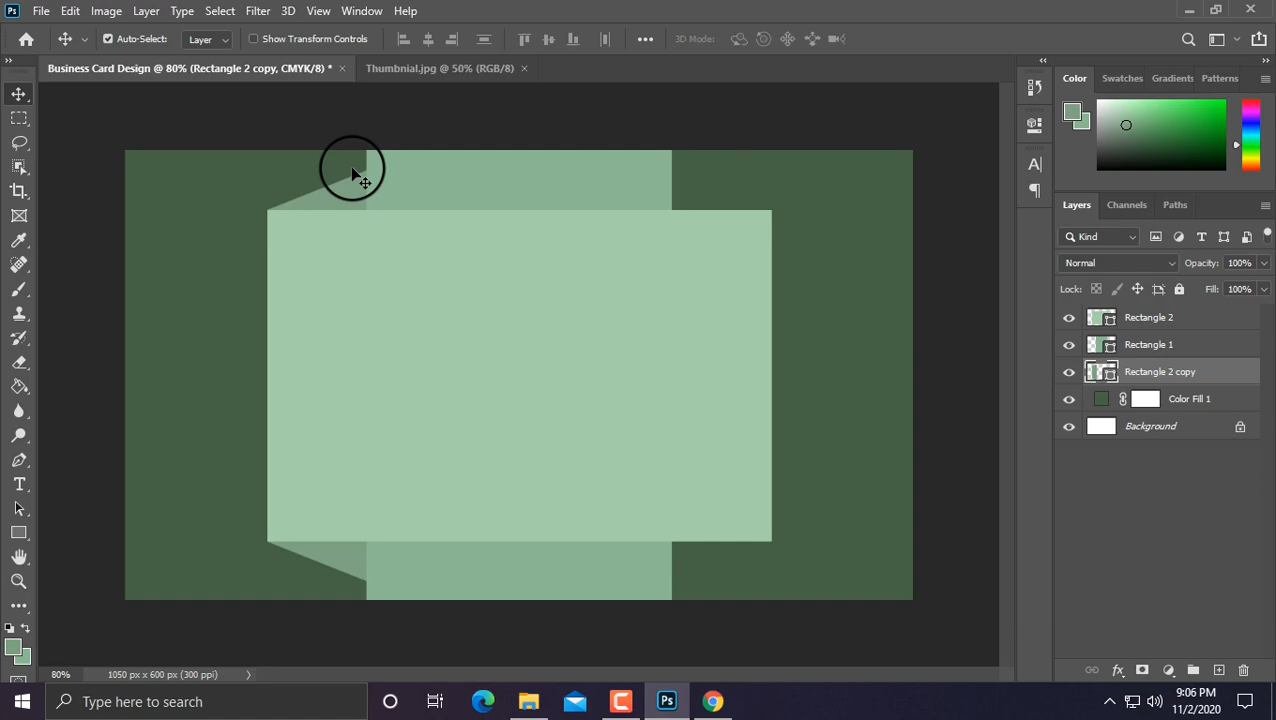 Ps File Edit Image Layer Type Select Filter 3D View Window Help
Auto-Select: Layer Show Transform Controls 3D Mode:
Business Card Design @ 80% (Rectangle 2 copy, CMYK/8) * × Thumbnial.jpg @ 50% (RGB/8) ×
Color Swatches Gradients Patterns
Layers Channels Paths
Kind
Normal Opacity: 100%
Lock: Fill: 100%
Rectangle 2
Rectangle 1
Rectangle 2 copy
Color Fill 1
Background
80% 1050 px x 600 px (300 ppi)
Type here to search
Ps
9:06 PM
11/2/2020